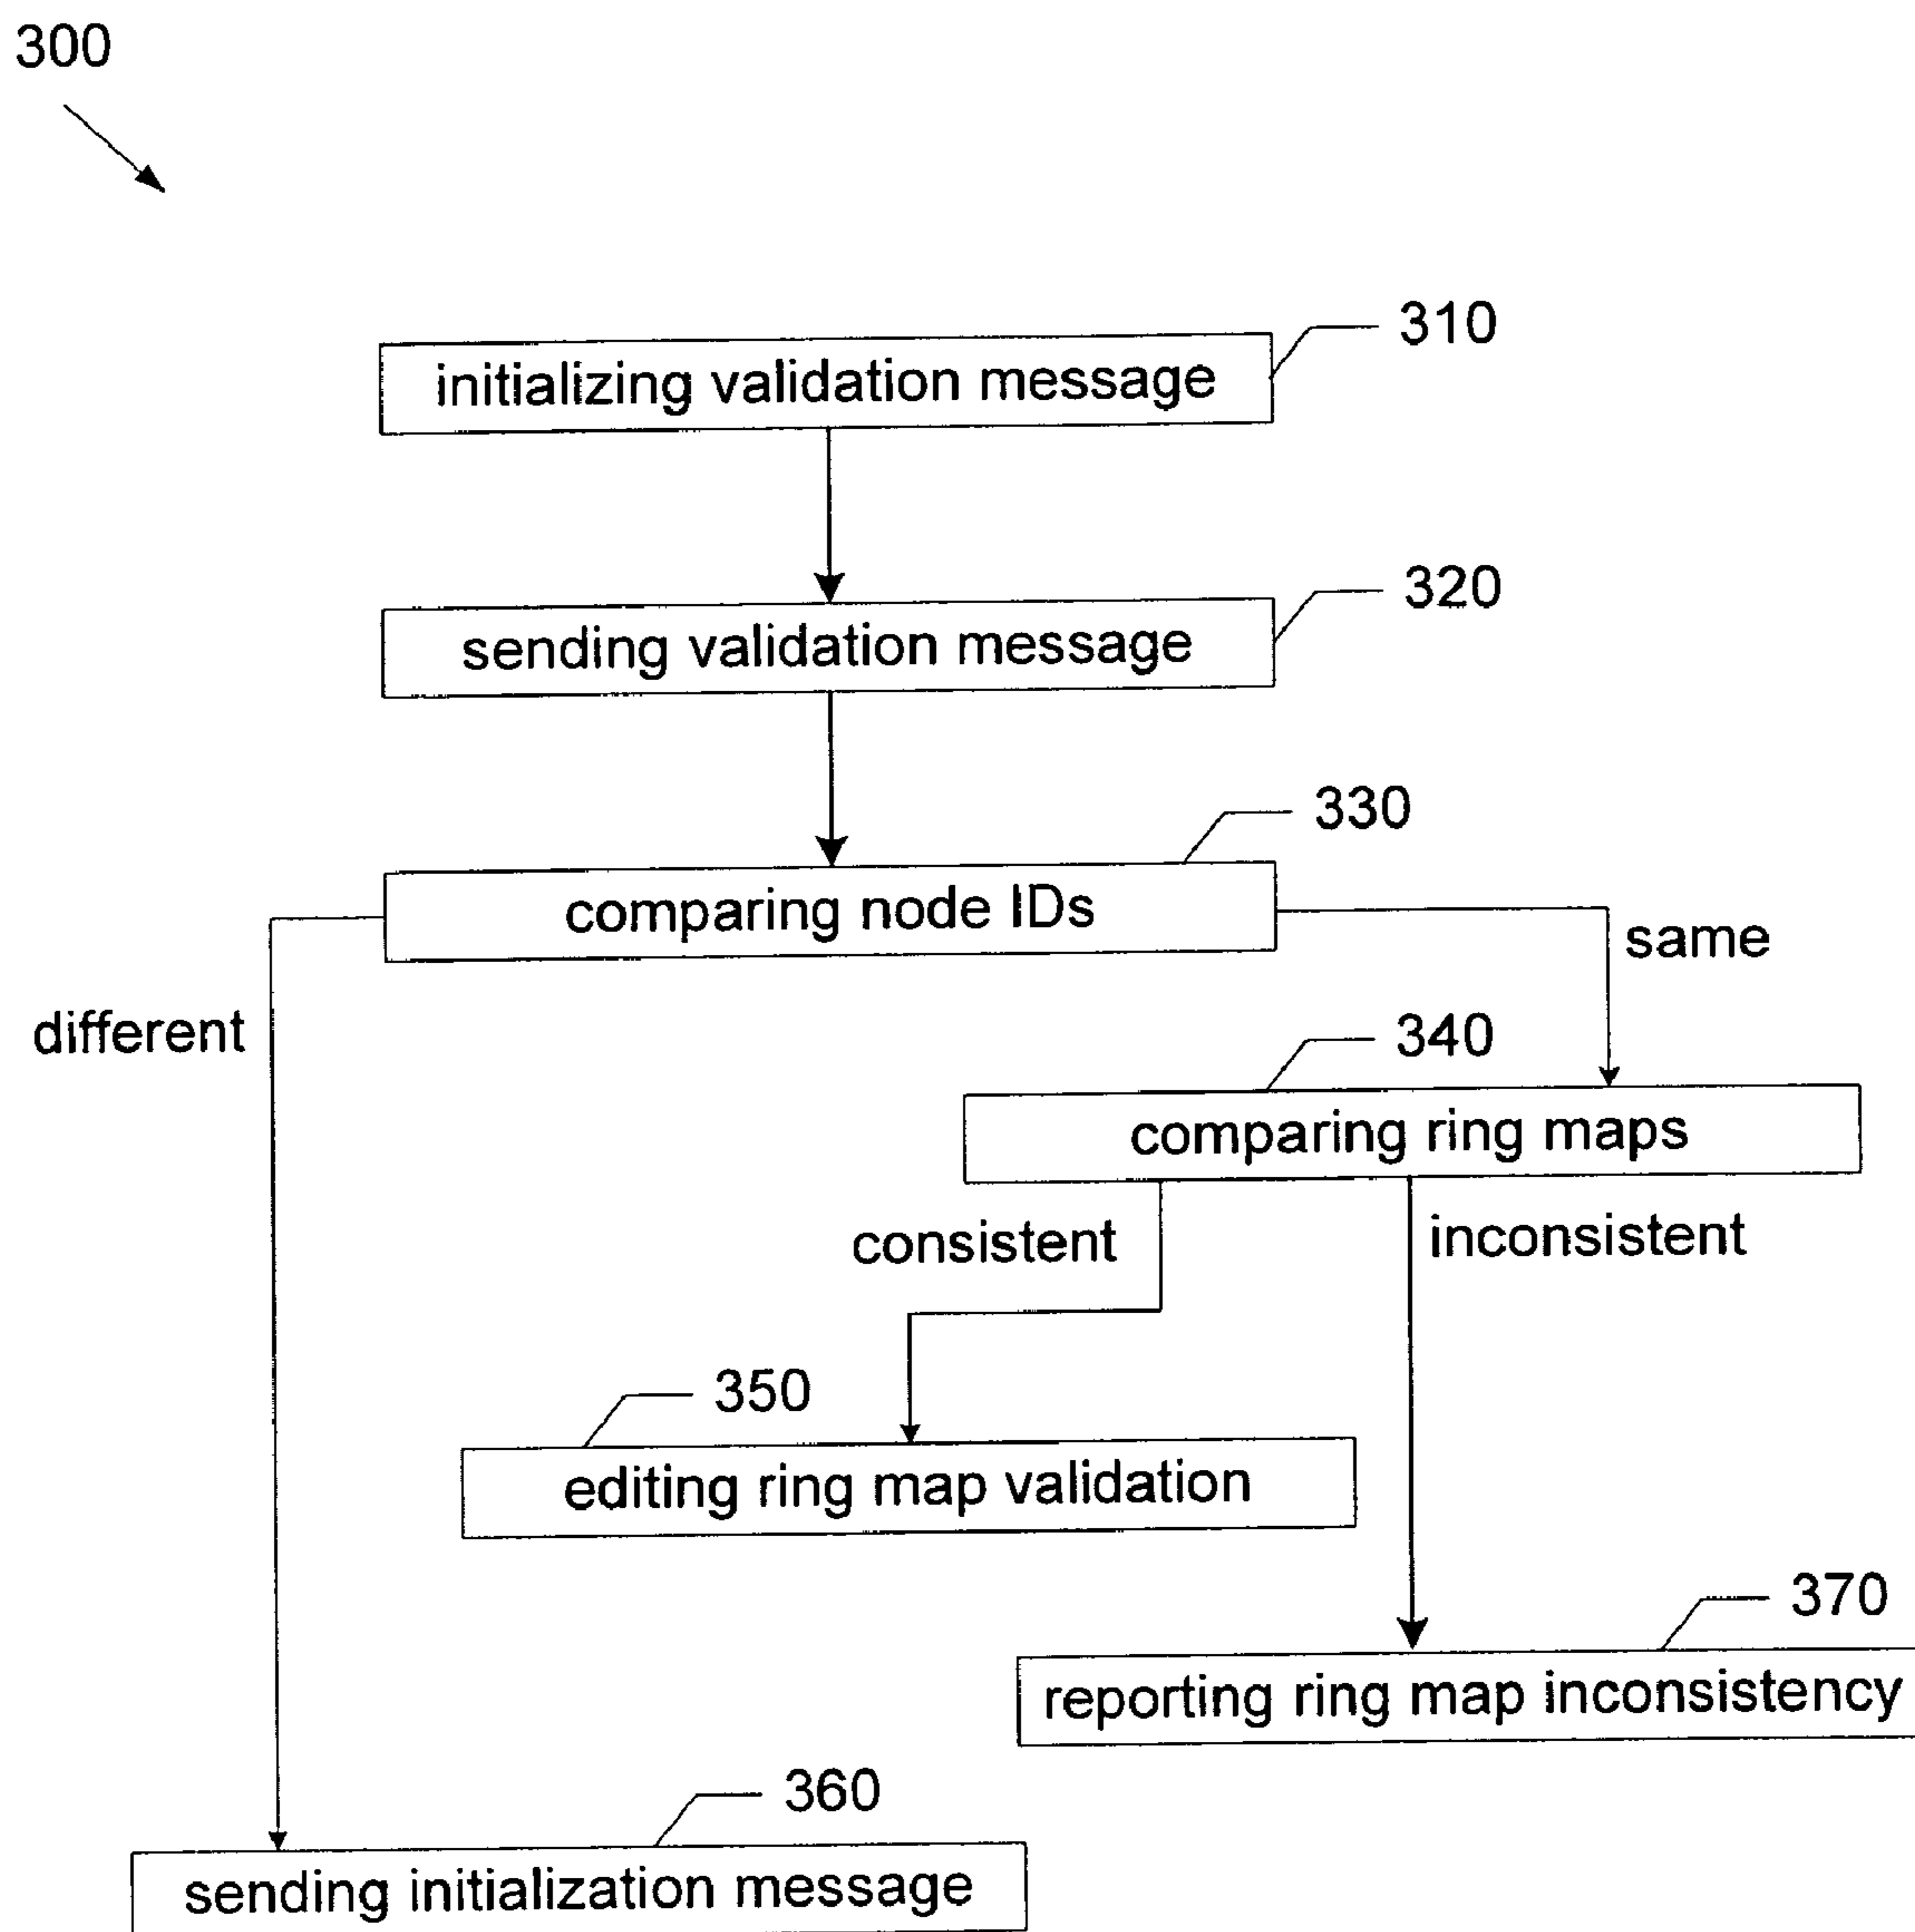 300
310
initializing validation message
320
sending validation message
330
comparing node IDs
same
different
340
comparing ring maps
consistent
inconsistent
350
editing ring map validation
370
reporting ring map inconsistency
360
sending initialization message